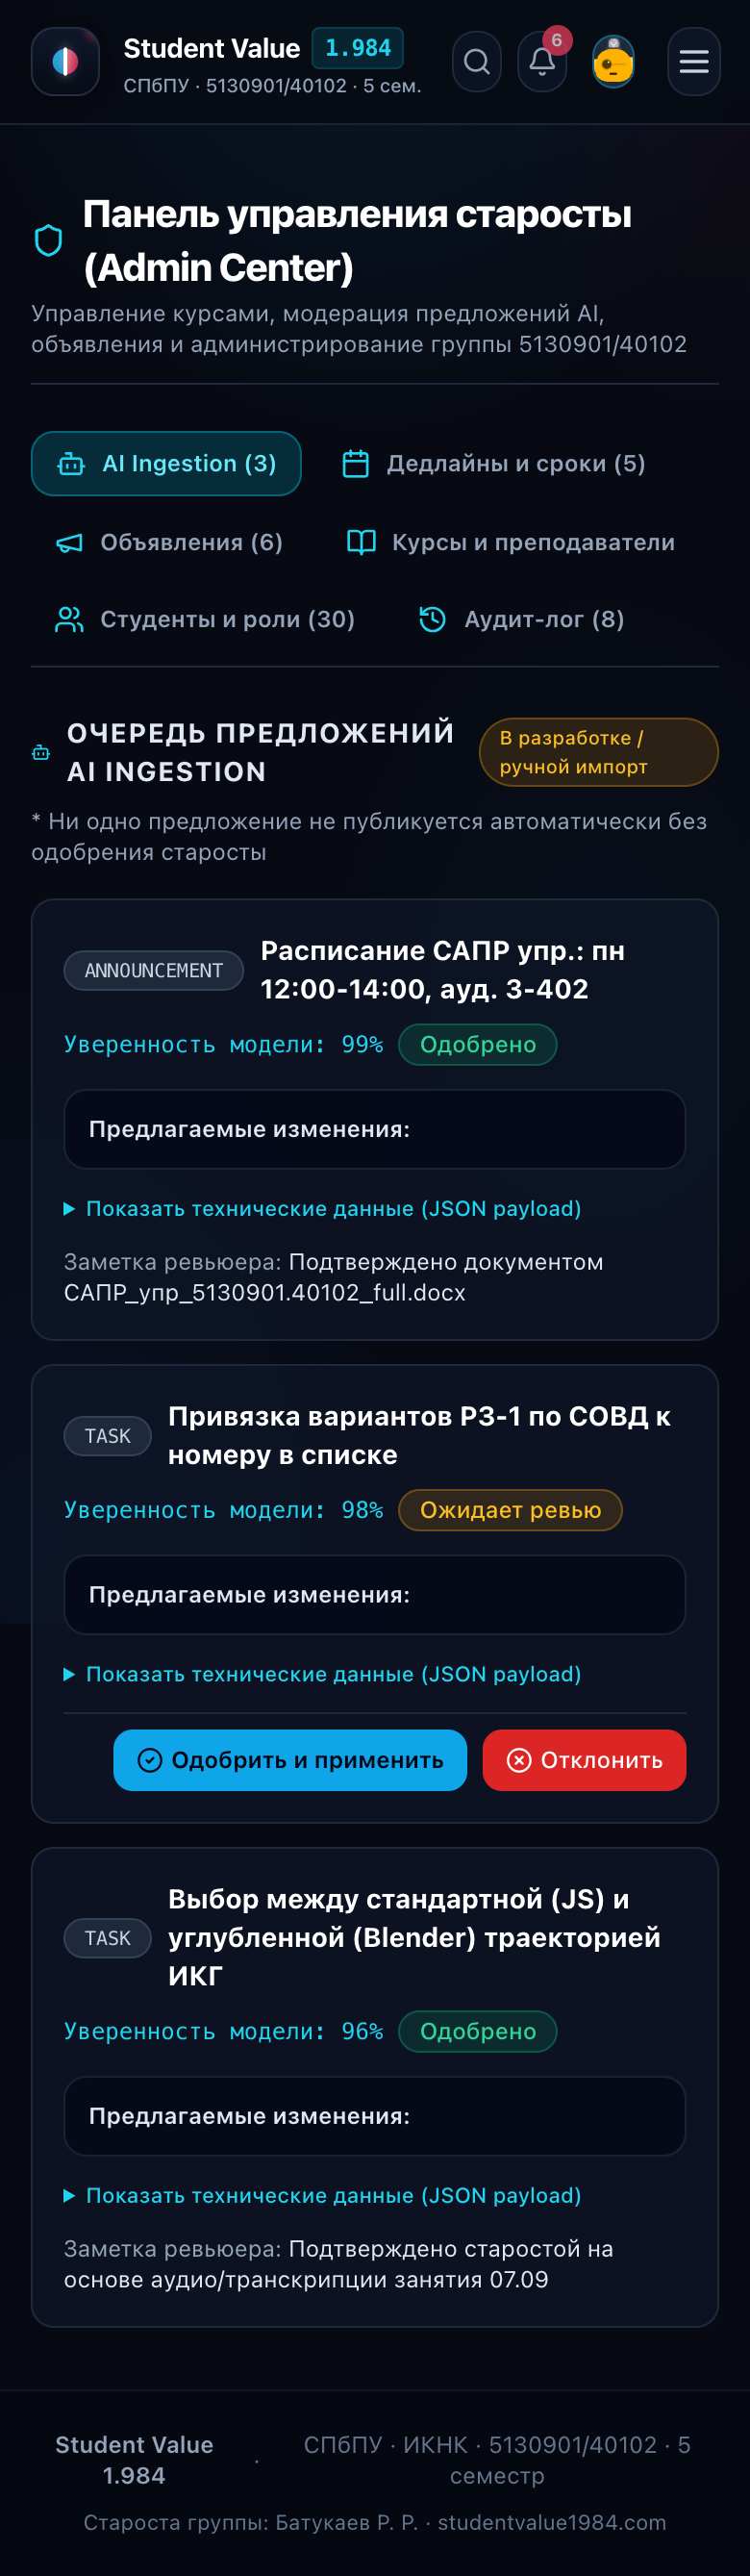 Student Value 1.984
СПбПУ · 5130901/40102 · 5 сем.
6
Панель управления старосты
(Admin Center)
Управление курсами, модерация предложений AI,
объявления и администрирование группы 5130901/40102
AI Ingestion (3) Дедлайны и сроки (5)
Объявления (6) Курсы и преподаватели
Студенты и роли (30) Аудит-лог (8)
ОЧЕРЕДЬ ПРЕДЛОЖЕНИЙ
AI INGESTION
В разработке /
ручной импорт
* Ни одно предложение не публикуется автоматически без
одобрения старосты
ANNOUNCEMENT
Расписание САПР упр.: пн
12:00-14:00, ауд. 3-402
Уверенность модели: 99% Одобрено
Предлагаемые изменения:
Показать технические данные (JSON payload)
Заметка ревьюера: Подтверждено документом
САПР_упр_5130901.40102_full.docx
TASK
Привязка вариантов РЗ-1 по СОВД к
номеру в списке
Уверенность модели: 98% Ожидает ревью
Предлагаемые изменения:
Показать технические данные (JSON payload)
Одобрить и применить Отклонить
TASK
Выбор между стандартной (JS) и
углубленной (Blender) траекторией
ИКГ
Уверенность модели: 96% Одобрено
Предлагаемые изменения:
Показать технические данные (JSON payload)
Заметка ревьюера: Подтверждено старостой на
основе аудио/транскрипции занятия 07.09
Student Value
1.984
·
СПбПУ · ИКНК · 5130901/40102 · 5
семестр
Староста группы: Батукаев Р. Р. · studentvalue1984.com